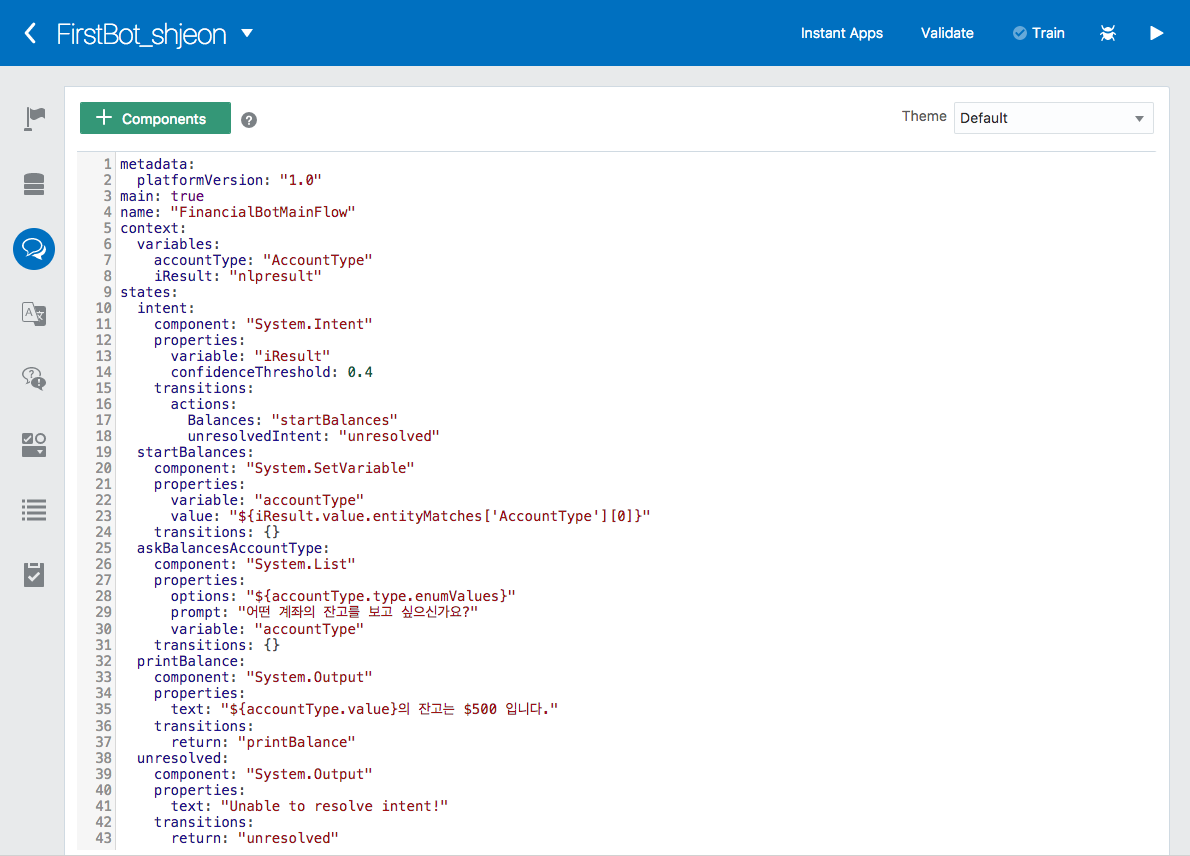 FirstBot_shjeon
Instant Apps Validate Train
+ Components ?
Theme Default
1 metadata:
2   platformVersion: "1.0"
3 main: true
4 name: "FinancialBotMainFlow"
5 context:
6   variables:
7     accountType: "AccountType"
8     iResult: "nlpresult"
9 states:
10   intent:
11     component: "System.Intent"
12     properties:
13       variable: "iResult"
14       confidenceThreshold: 0.4
15     transitions:
16       actions:
17         Balances: "startBalances"
18         unresolvedIntent: "unresolved"
19   startBalances:
20     component: "System.SetVariable"
21     properties:
22       variable: "accountType"
23       value: "${iResult.value.entityMatches['AccountType'][0]}"
24     transitions: {}
25   askBalancesAccountType:
26     component: "System.List"
27     properties:
28       options: "${accountType.type.enumValues}"
29       prompt: "어떤 계좌의 잔고를 보고 싶으신가요?"
30       variable: "accountType"
31     transitions: {}
32   printBalance:
33     component: "System.Output"
34     properties:
35       text: "${accountType.value}의 잔고는 $500 입니다."
36     transitions:
37       return: "printBalance"
38   unresolved:
39     component: "System.Output"
40     properties:
41       text: "Unable to resolve intent!"
42     transitions:
43       return: "unresolved"